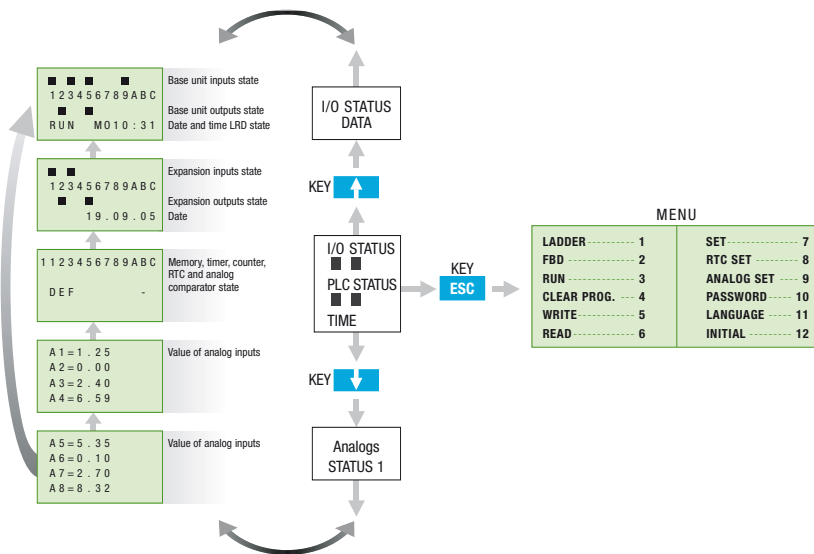 Base unit inputs state
1 2 3 4 5 6 7 8 9 A B C
Base unit outputs state
R U N M O 1 0 : 3 1 Date and time LRD state
Expansion inputs state
1 2 3 4 5 6 7 8 9 A B C
Expansion outputs state
1 9 . 0 9 . 0 5 Date
1 1 2 3 4 5 6 7 8 9 A B C
D E F -
Memory, timer, counter,
RTC and analog
comparator state
A 1 = 1 . 2 5
A 2 = 0 . 0 0
A 3 = 2 . 4 0
A 4 = 6 . 5 9
Value of analog inputs
A 5 = 5 . 3 5
A 6 = 0 . 1 0
A 7 = 2 . 7 0
A 8 = 8 . 3 2
Value of analog inputs
I/O STATUS
DATA
KEY
I/O STATUS
PLC STATUS
TIME
KEY
Analogs
STATUS 1
KEY
ESC
MENU
LADDER ---------- 1
FBD ---------- 2
RUN ---------- 3
CLEAR PROG. --- 4
WRITE ---------- 5
READ ---------- 6
SET ---------- 7
RTC SET ------ 8
ANALOG SET ---- 9
PASSWORD ----- 10
LANGUAGE ----- 11
INITIAL ------- 12